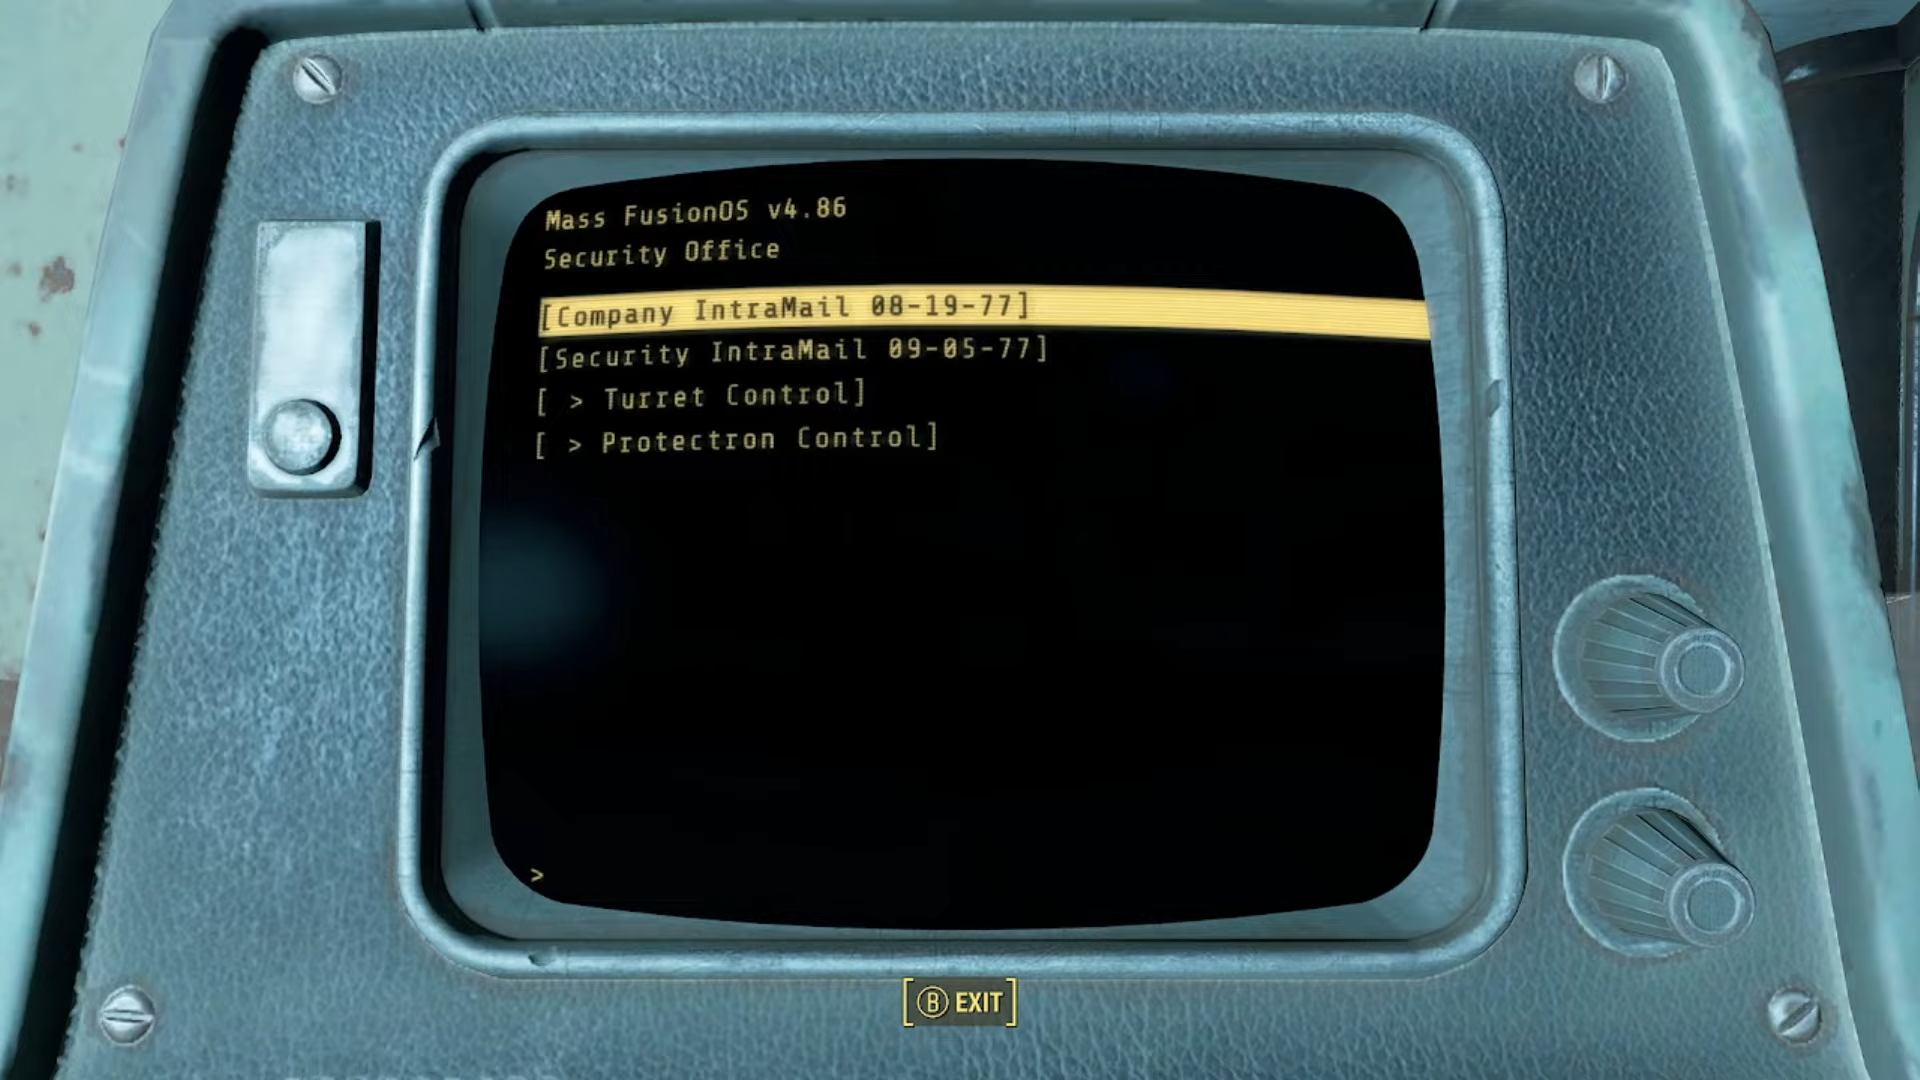 Mass FusionOS v4.86
Security Office
[Company IntraMail 08-19-77]
[Security IntraMail 09-05-77]
[ > Turret Control]
[ > Protectron Control]
>
[Ⓑ EXIT]